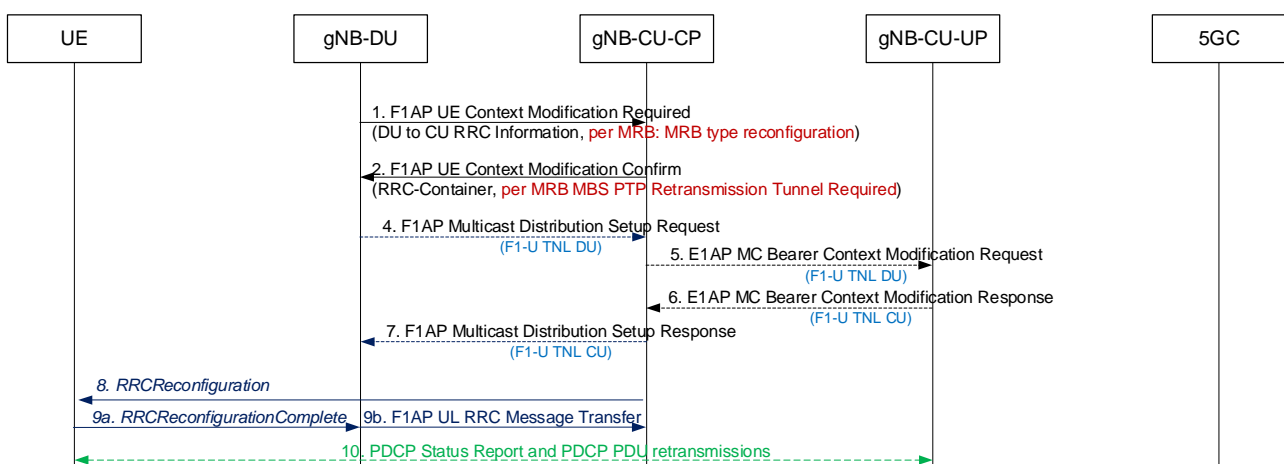 UE
gNB-DU
gNB-CU-CP
gNB-CU-UP
5GC
1. F1AP UE Context Modification Required
(DU to CU RRC Information, per MRB: MRB type reconfiguration)
2. F1AP UE Context Modification Confirm
(RRC-Container, per MRB MBS PTP Retransmission Tunnel Required)
4. F1AP Multicast Distribution Setup Request
(F1-U TNL DU)
5. E1AP MC Bearer Context Modification Request
(F1-U TNL DU)
6. E1AP MC Bearer Context Modification Response
(F1-U TNL CU)
7. F1AP Multicast Distribution Setup Response
(F1-U TNL CU)
8. RRCReconfiguration
9a. RRCReconfigurationComplete
9b. F1AP UL RRC Message Transfer
10. PDCP Status Report and PDCP PDU retransmissions